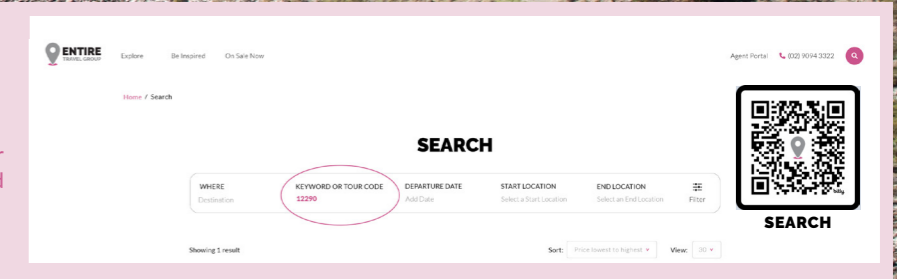 ENTIRE
TRAVEL GROUP
Explore Be Inspired On Sale Now
Agent Portal (02) 9094 3322
Home / Search
SEARCH
WHERE KEYWORD OR TOUR CODE DEPARTURE DATE START LOCATION END LOCATION
Destination 12290 Add Date Select a Start Location Select an End Location Filter
bitly
SEARCH
Showing 1 result Sort: Price lowest to highest View: 30